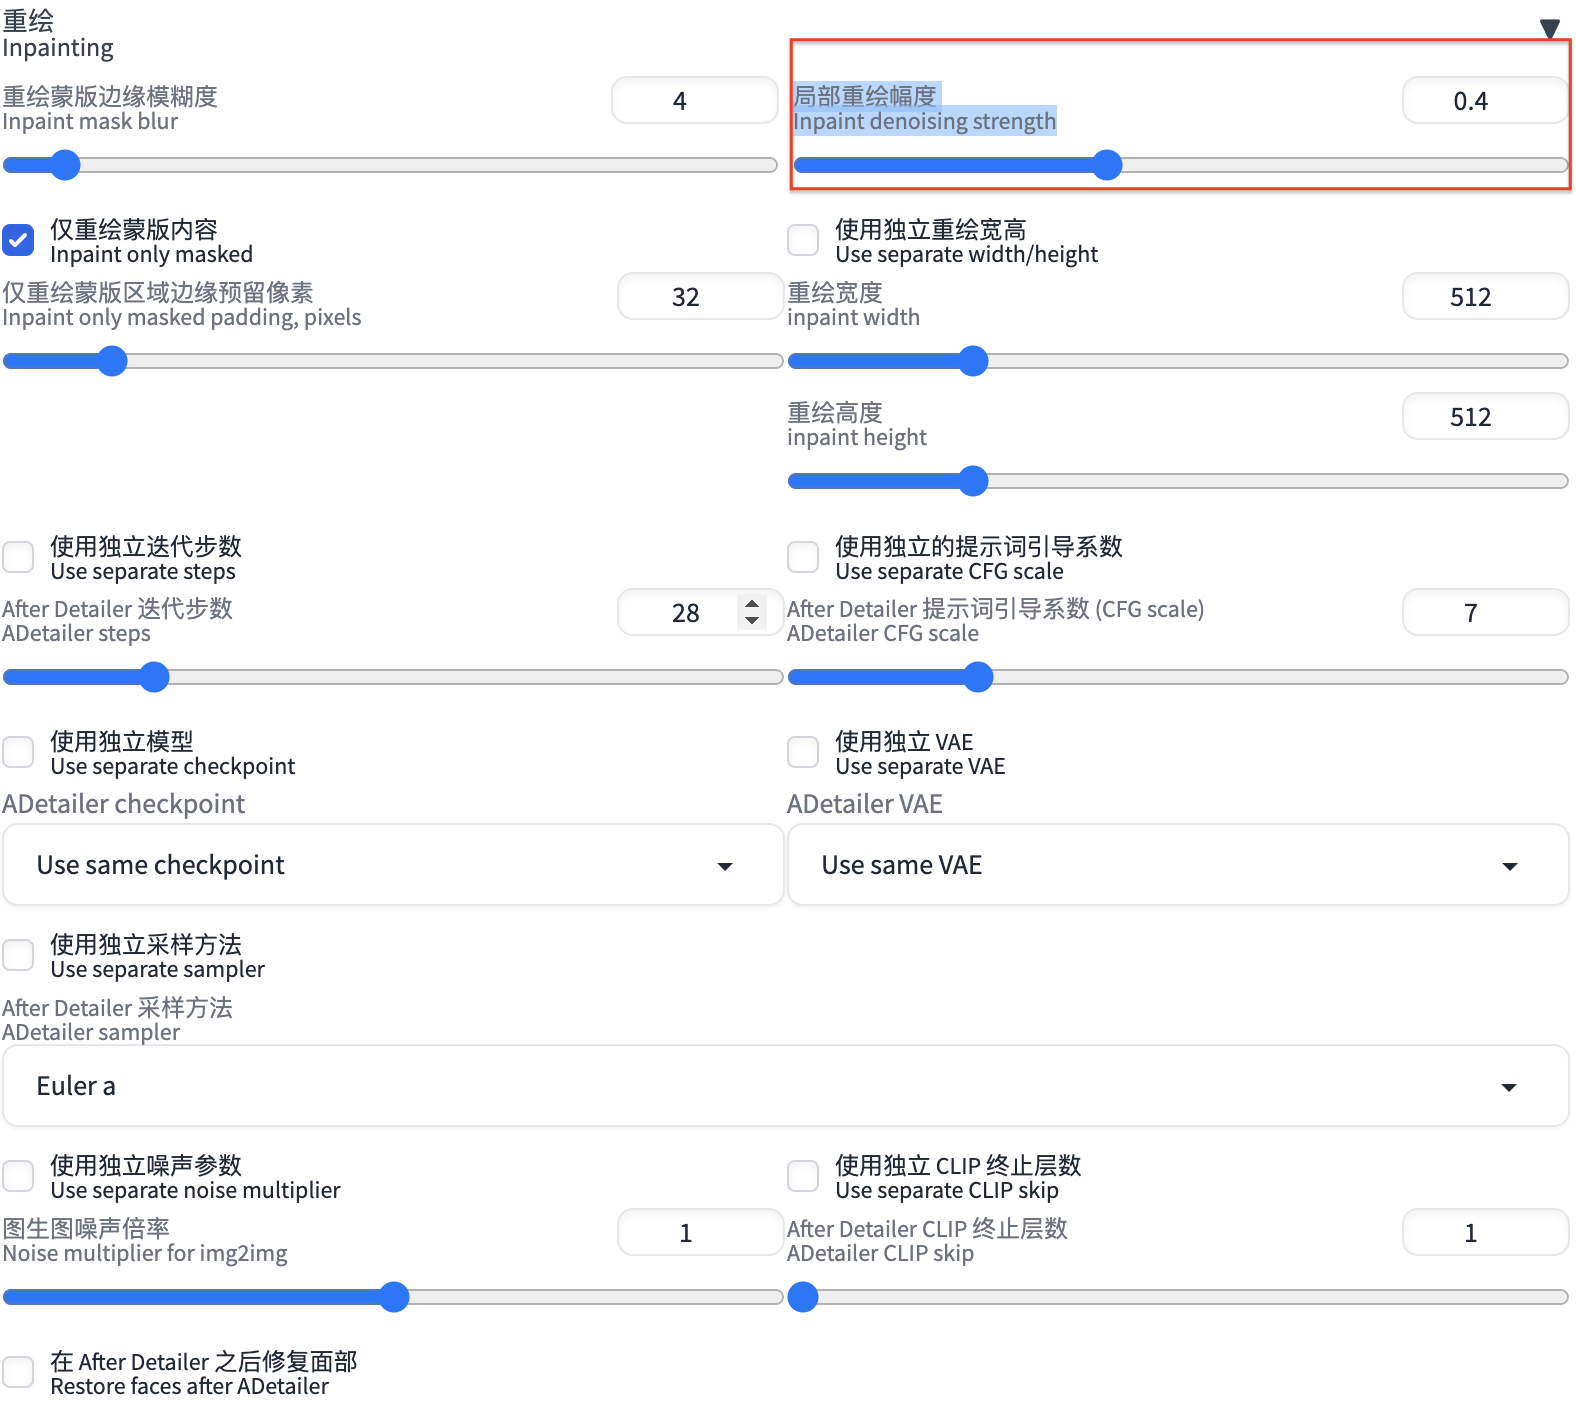 重绘
Inpainting
重绘蒙版边缘模糊度
Inpaint mask blur
4
局部重绘幅度
Inpaint denoising strength
0.4
仅重绘蒙版内容
Inpaint only masked
使用独立重绘宽高
Use separate width/height
仅重绘蒙版区域边缘预留像素
Inpaint only masked padding, pixels
32
重绘宽度
inpaint width
512
重绘高度
inpaint height
512
使用独立迭代步数
Use separate steps
使用独立的提示词引导系数
Use separate CFG scale
After Detailer 迭代步数
ADetailer steps
28
After Detailer 提示词引导系数 (CFG scale)
ADetailer CFG scale
7
使用独立模型
Use separate checkpoint
使用独立 VAE
Use separate VAE
ADetailer checkpoint
Use same checkpoint
ADetailer VAE
Use same VAE
使用独立采样方法
Use separate sampler
After Detailer 采样方法
ADetailer sampler
Euler a
使用独立噪声参数
Use separate noise multiplier
使用独立 CLIP 终止层数
Use separate CLIP skip
图生图噪声倍率
Noise multiplier for img2img
1
After Detailer CLIP 终止层数
ADetailer CLIP skip
1
在 After Detailer 之后修复面部
Restore faces after ADetailer